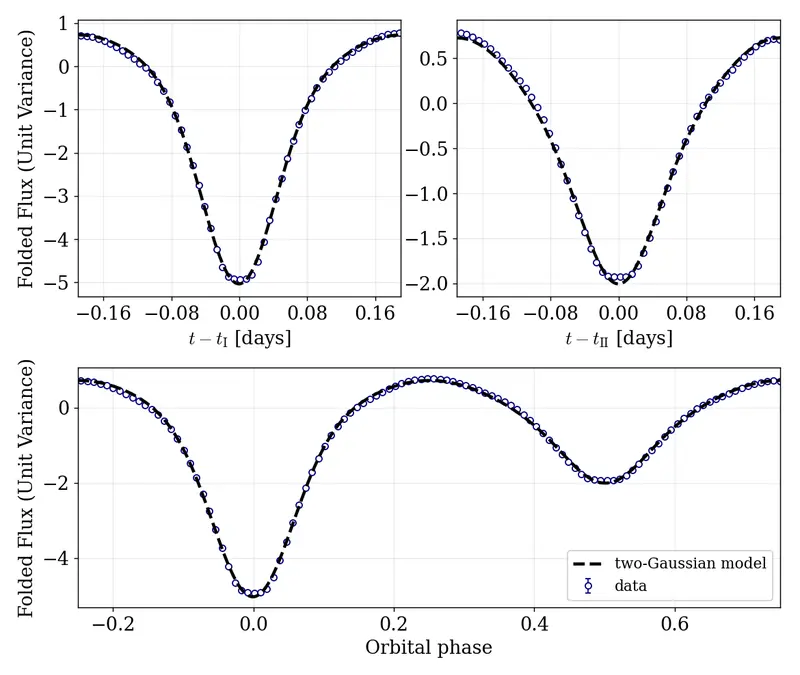 Folded Flux (Unit Variance)
1
0
−1
−2
−3
−4
−5
−0.16 −0.08 0.00 0.08 0.16
t − tI [days]
0.5
0.0
−0.5
−1.0
−1.5
−2.0
−0.16 −0.08 0.00 0.08 0.16
t − tII [days]
Folded Flux (Unit Variance)
0
−2
−4
−0.2 0.0 0.2 0.4 0.6
Orbital phase
two-Gaussian model
data